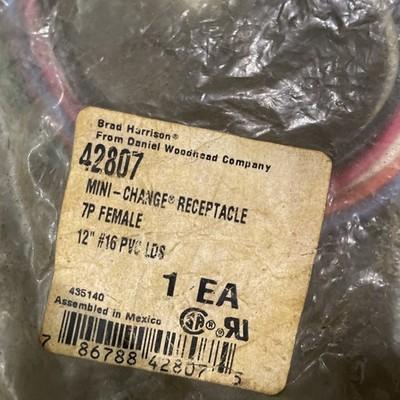 Brad Harrison®
From Daniel Woodhead Company
42807
MINI-CHANGE® RECEPTACLE
7P FEMALE
12" #16 PVC LDS
1 EA
435140
Assembled in Mexico
7 86788 42807 5